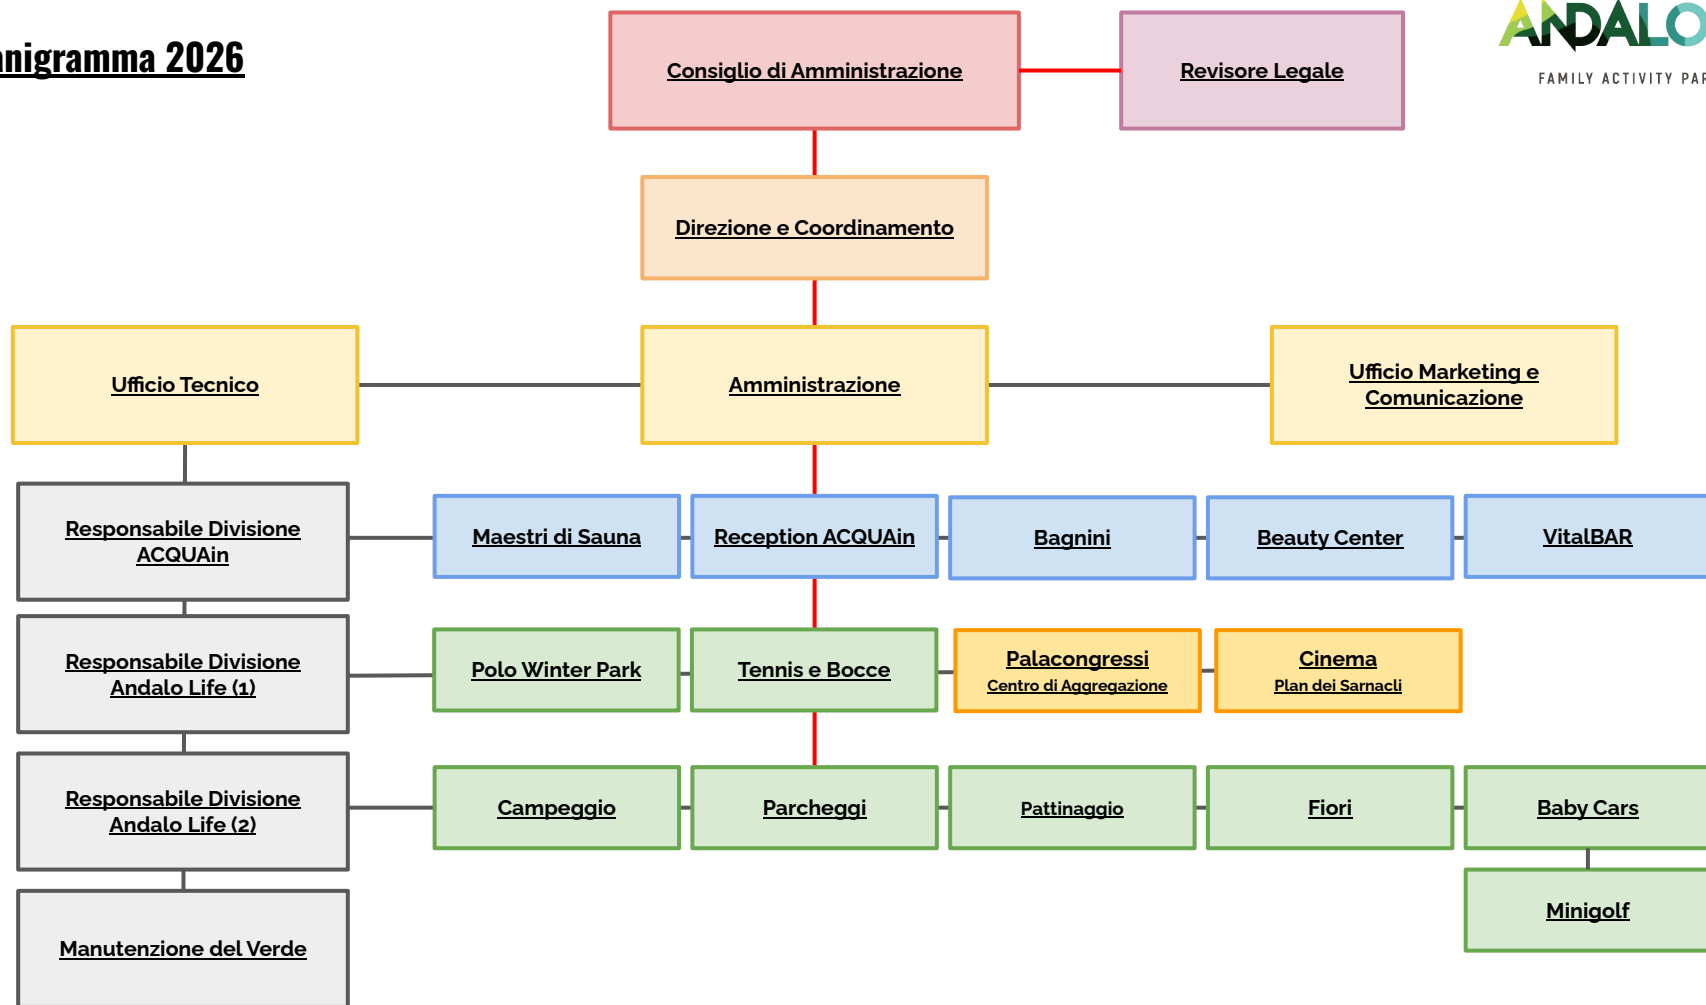 anigramma 2026
Consiglio di Amministrazione
Revisore Legale
ANDALO
FAMILY ACTIVITY PAR
Direzione e Coordinamento
Ufficio Tecnico
Amministrazione
Ufficio Marketing e
Comunicazione
Responsabile Divisione
ACQUAin
Maestri di Sauna
Reception ACQUAin
Bagnini
Beauty Center
VitalBAR
Responsabile Divisione
Andalo Life (1)
Polo Winter Park
Tennis e Bocce
Palacongressi
Centro di Aggregazione
Cinema
Plan dei Sarnacli
Responsabile Divisione
Andalo Life (2)
Campeggio
Parcheggi
Pattinaggio
Fiori
Baby Cars
Minigolf
Manutenzione del Verde